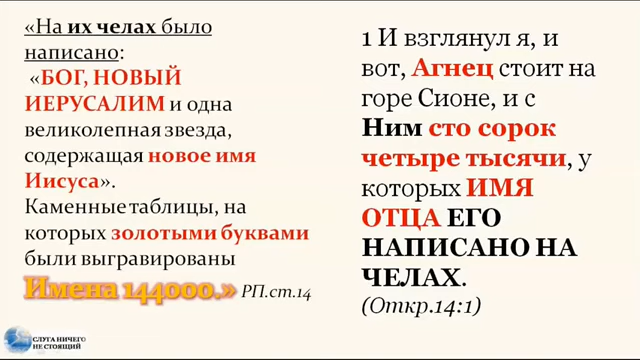 «На их челах было
написано:
«БОГ, НОВЫЙ
ИЕРУСАЛИМ и одна
великолепная звезда,
содержащая новое имя
Иисуса».
Каменные таблицы, на
которых золотыми буквами
были выгравированы
Имена 144000.» РП.ст.14
1 И взглянул я, и
вот, Агнец стоит на
горе Сионе, и с
Ним сто сорок
четыре тысячи, у
которых ИМЯ
ОТЦА ЕГО
НАПИСАНО НА
ЧЕЛАХ.
(Откр.14:1)
СЛУГА НИЧЕГО
НЕ СТОЯЩИЙ